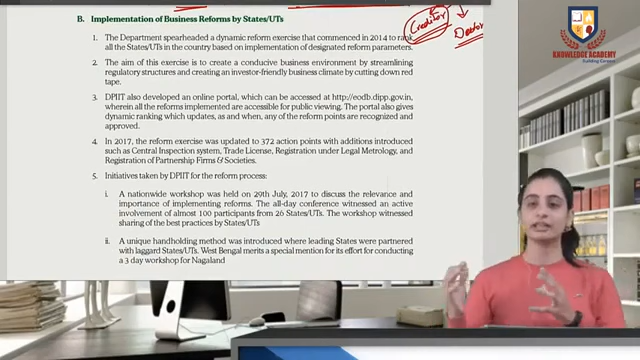 Creditor
Debtor
B. Implementation of Business Reforms by States/UTs
1. The Department spearheaded a dynamic reform exercise that commenced in 2014 to rank
all the States/UTs in the country based on implementation of designated reform parameters.
2. The aim of this exercise is to create a conducive business environment by streamlining
regulatory structures and creating an investor-friendly business climate by cutting down red
tape.
3. DPIIT also developed an online portal, which can be accessed at http://eodb.dipp.gov.in,
wherein all the reforms implemented are accessible for public viewing. The portal also gives
dynamic ranking which updates, as and when, any of the reform points are recognized and
approved.
4. In 2017, the reform exercise was updated to 372 action points with additions introduced
such as Central Inspection system, Trade License, Registration under Legal Metrology, and
Registration of Partnership Firms & Societies.
5. Initiatives taken by DPIIT for the reform process:
i. A nationwide workshop was held on 29th July, 2017 to discuss the relevance and
importance of implementing reforms. The all-day conference witnessed an
active involvement of almost 100 participants from 26 States/UTs. The workshop witnessed
sharing of the best practices by States/UTs
ii. A unique handholding method was introduced where leading States were partnered
with laggard States/UTs. West Bengal merits a special mention for its effort for conducting
a 3 day workshop for Nagaland
KNOWLEDGE ACADEMY
Building Careers